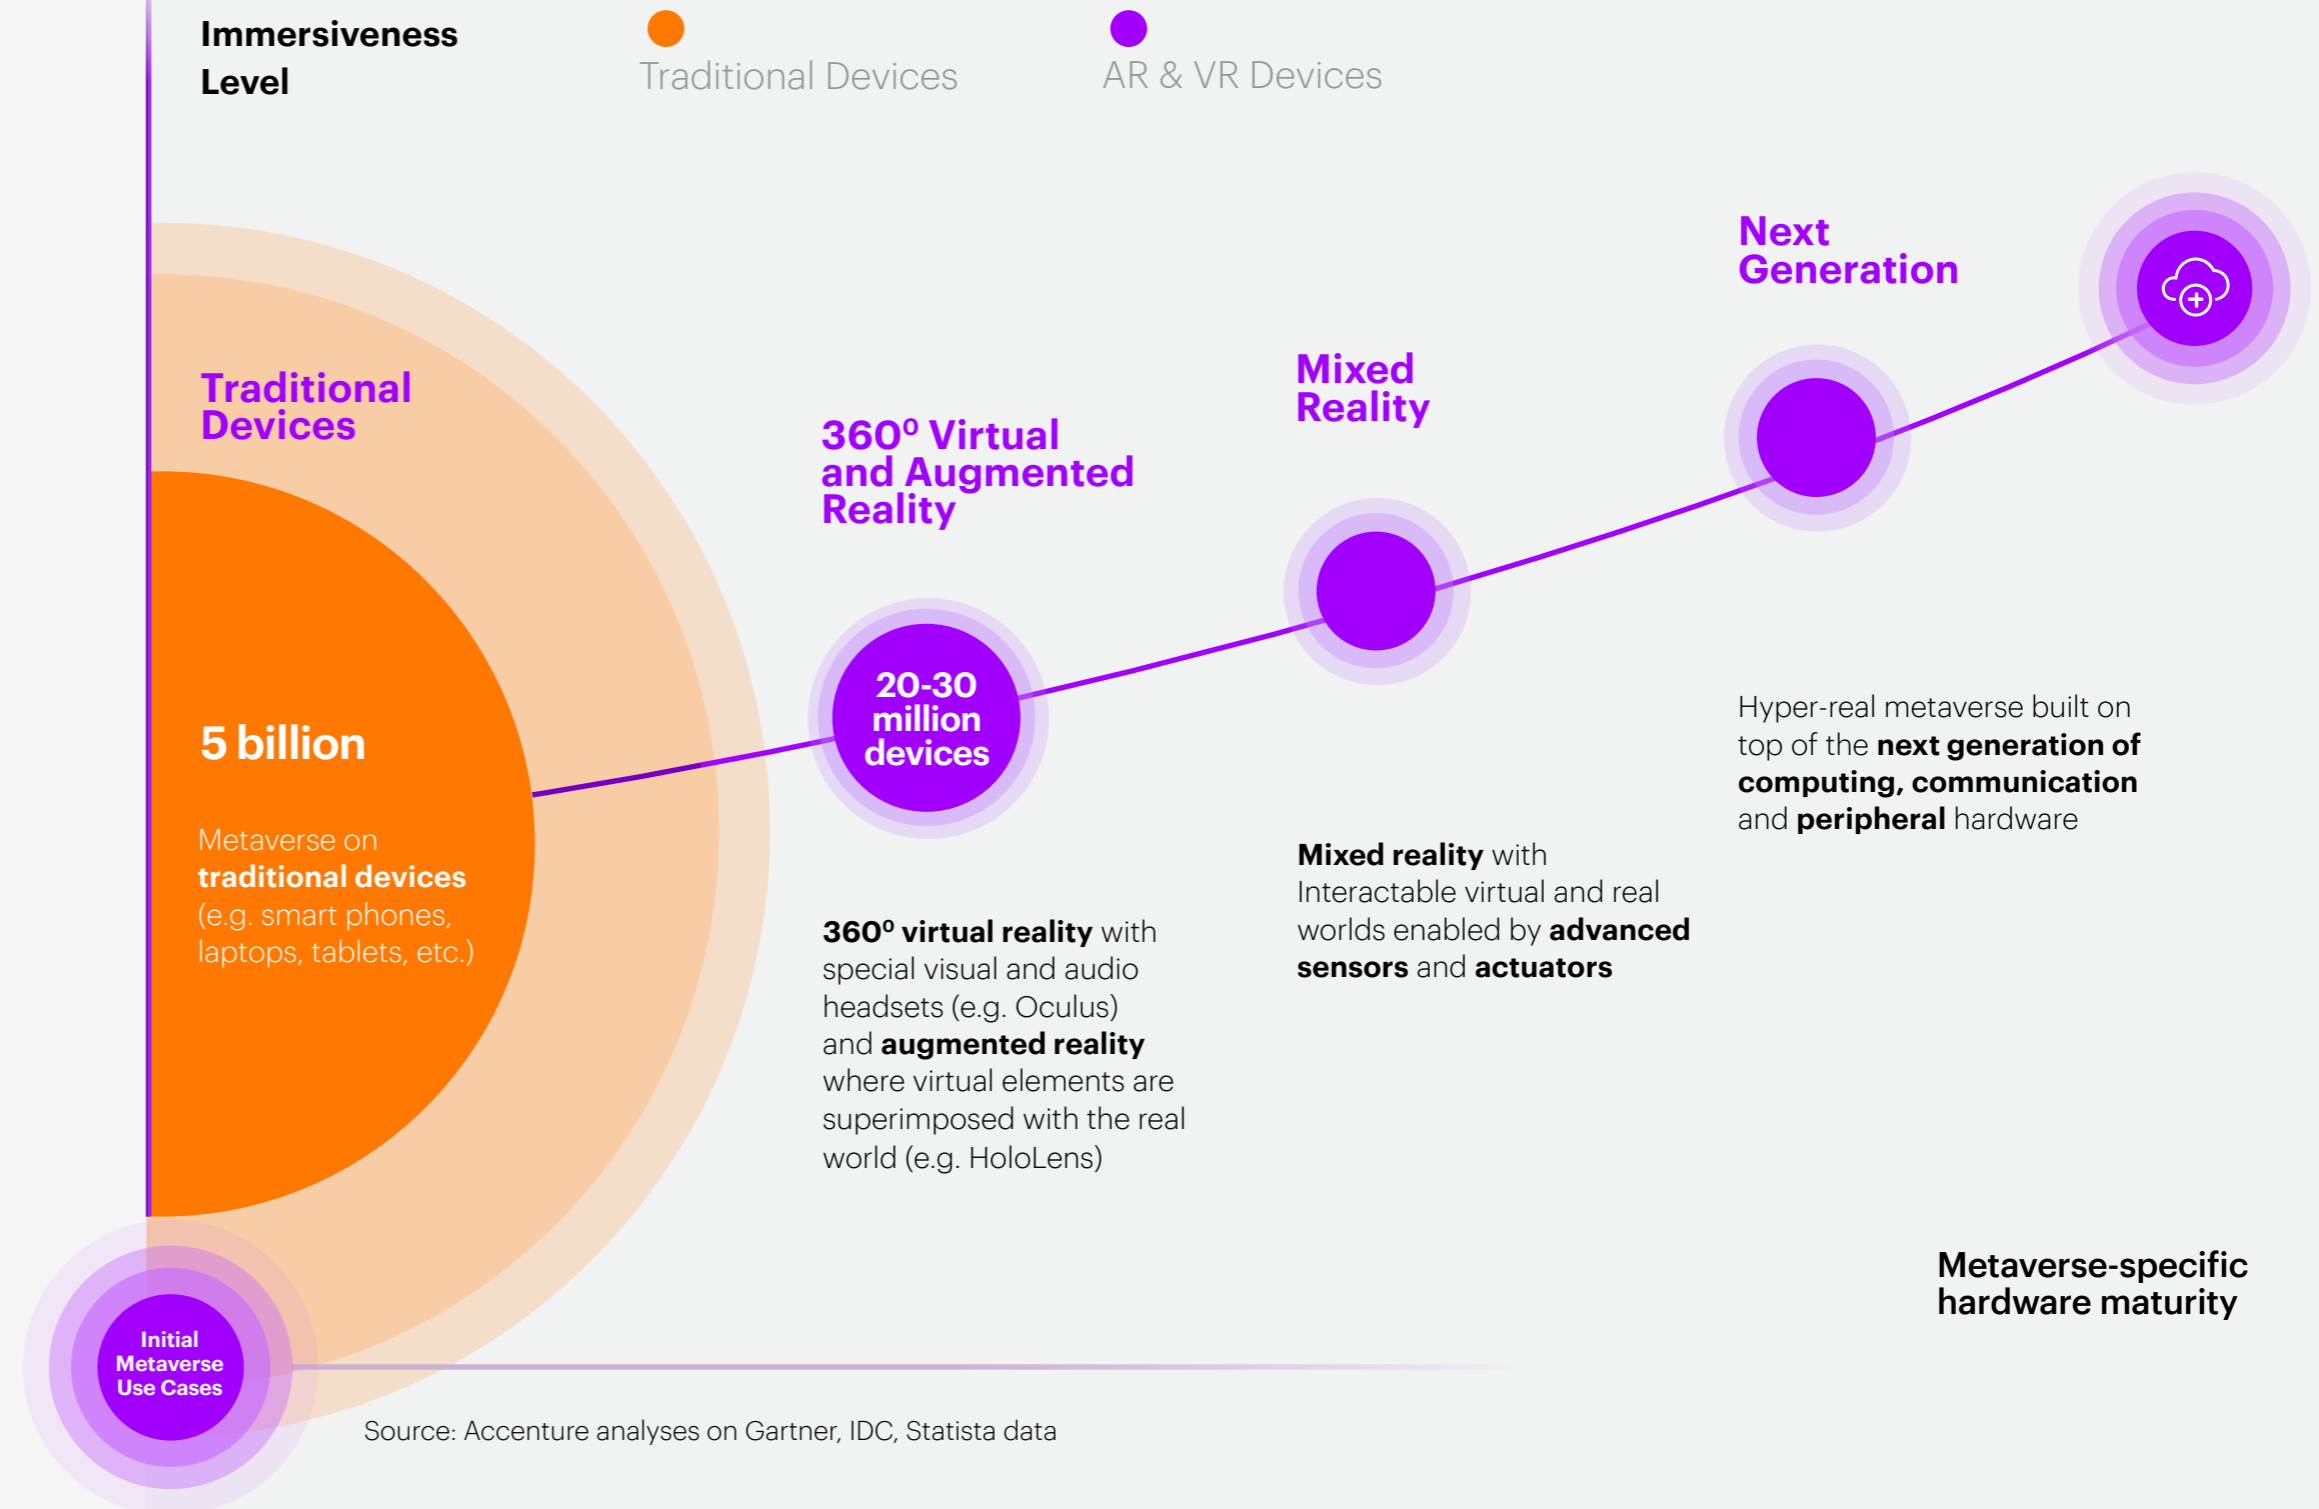 Immersiveness
Level
Traditional Devices
AR & VR Devices
Traditional
Devices
5 billion
Metaverse on
traditional devices
(e.g. smart phones,
laptops, tablets, etc.)
360⁰ Virtual
and Augmented
Reality
20-30
million
devices
360⁰ virtual reality with
special visual and audio
headsets (e.g. Oculus)
and augmented reality
where virtual elements are
superimposed with the real
world (e.g. HoloLens)
Mixed
Reality
Mixed reality with
Interactable virtual and real
worlds enabled by advanced
sensors and actuators
Next
Generation
Hyper-real metaverse built on
top of the next generation of
computing, communication
and peripheral hardware
Metaverse-specific
hardware maturity
Initial
Metaverse
Use Cases
Source: Accenture analyses on Gartner, IDC, Statista data